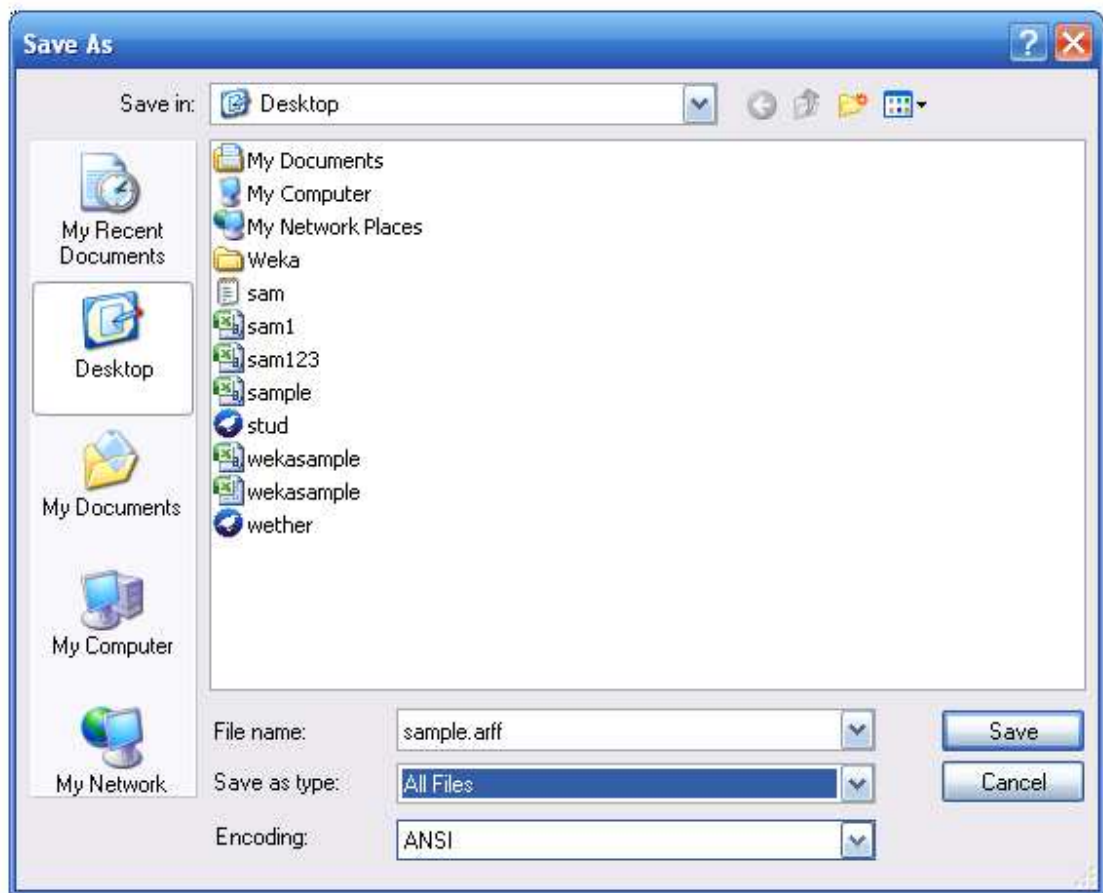 Save As
Save in:
Desktop
My Recent
Documents
Desktop
My Documents
My Computer
My Network
My Documents
My Computer
My Network Places
Weka
sam
sam1
sam123
sample
stud
wekasample
wekasample
wether
File name:
sample.arff
Save
Save as type:
All Files
Cancel
Encoding:
ANSI